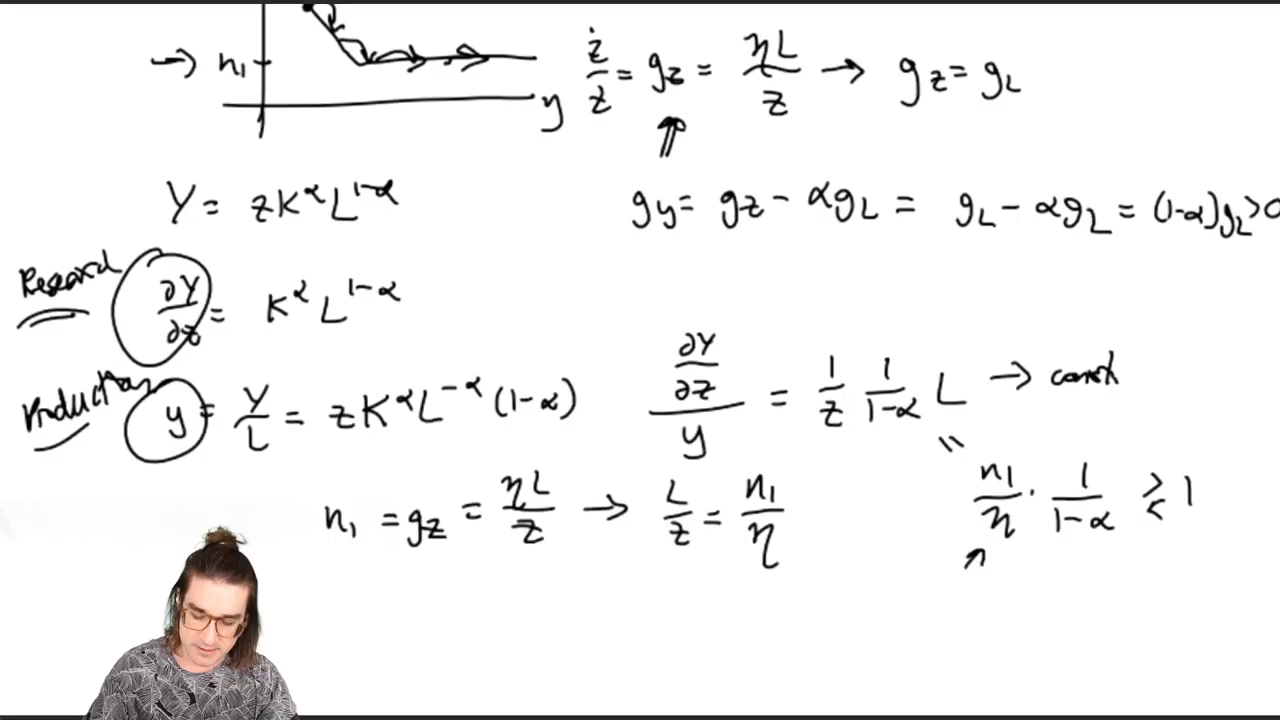 → n₁
y
ż/z = g_z = ηL/z → g_z = g_L
Y = zK^α L^{1-α}
g_y = g_z - αg_L = g_L - αg_L = (1-α)g_L > 0
Research
∂Y/∂z = K^α L^{1-α}
Production
y = Y/L = zK^α L^{-α} (1-α)
(∂Y/∂z)/y = 1/z 1/(1-α) L → const
"
n₁ = g_z = ηL/z → L/z = n₁/η
n₁/η · 1/(1-α) ≷ 1